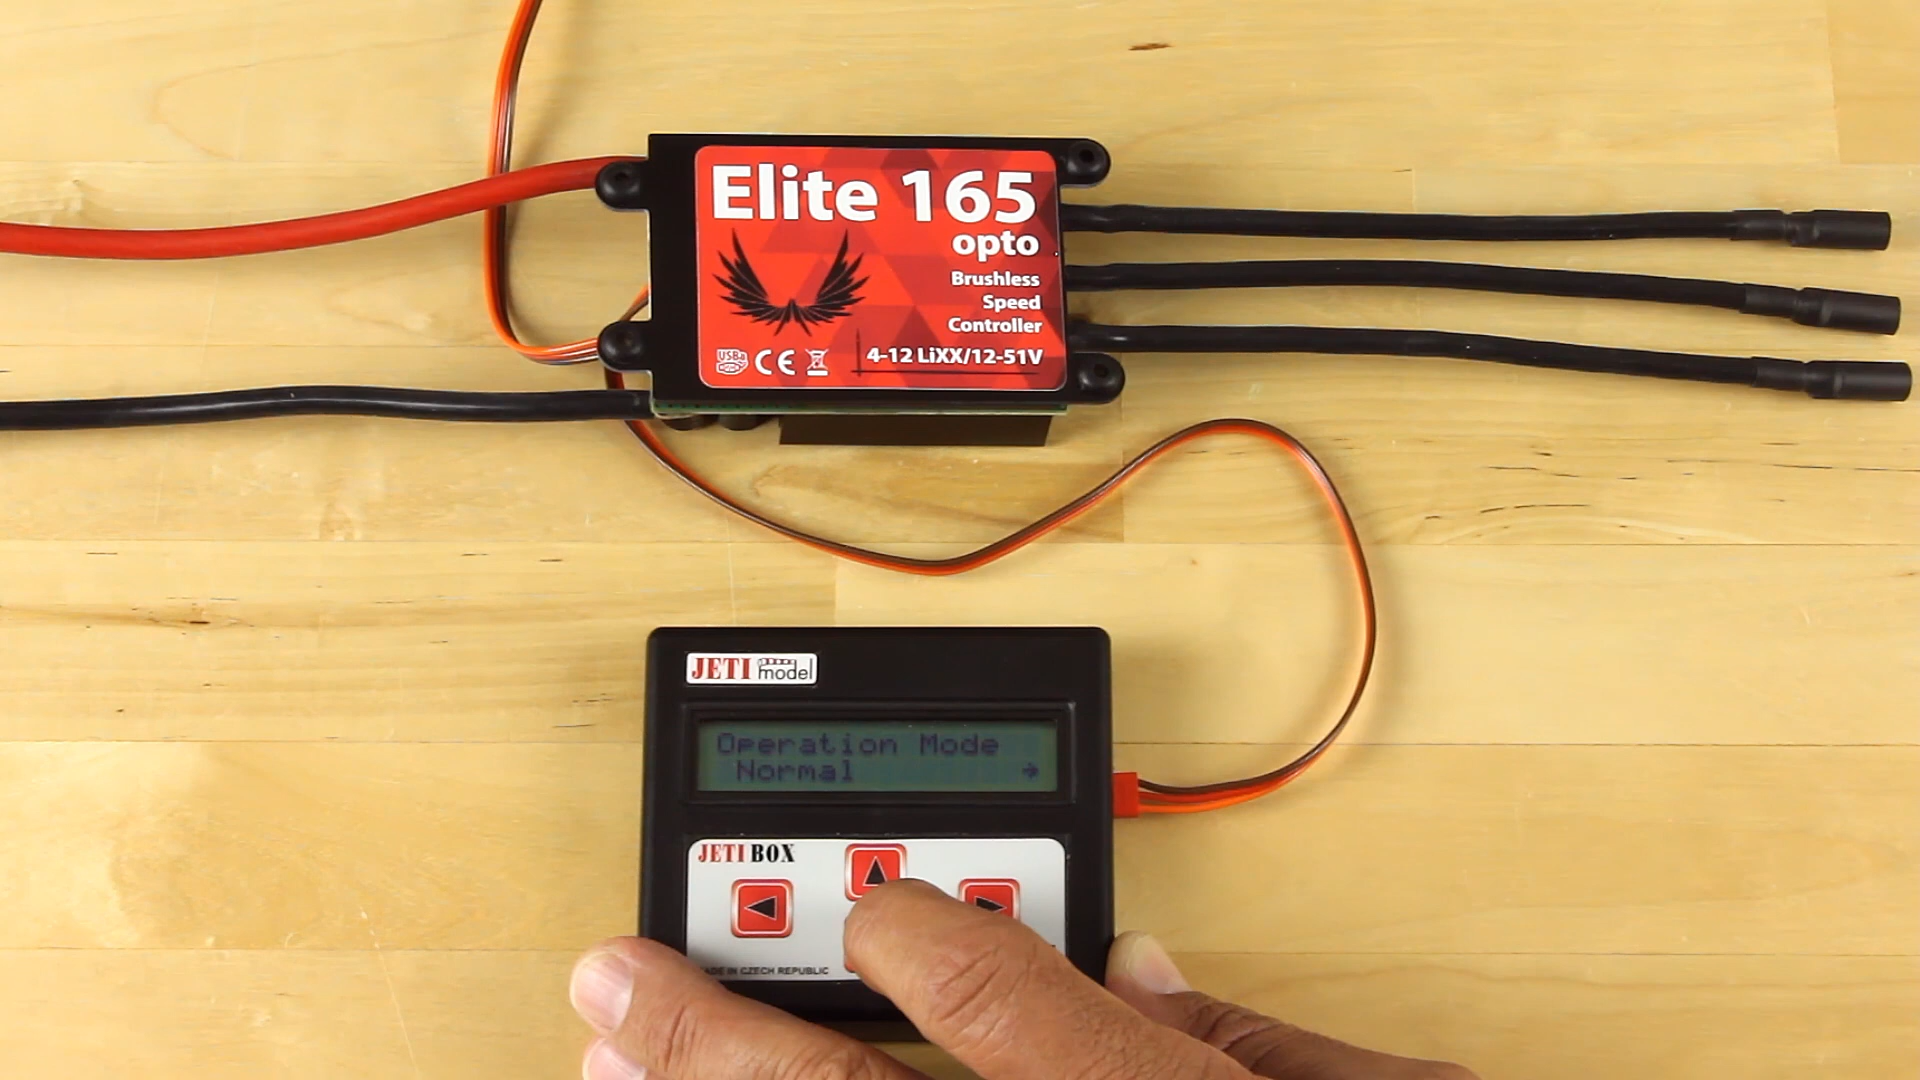 Elite 165
opto
Brushless
Speed
Controller
4-12 LiXX/12-51V
CE
JETI model
Operation Mode
Normal →
JETI BOX
MADE IN CZECH REPUBLIC